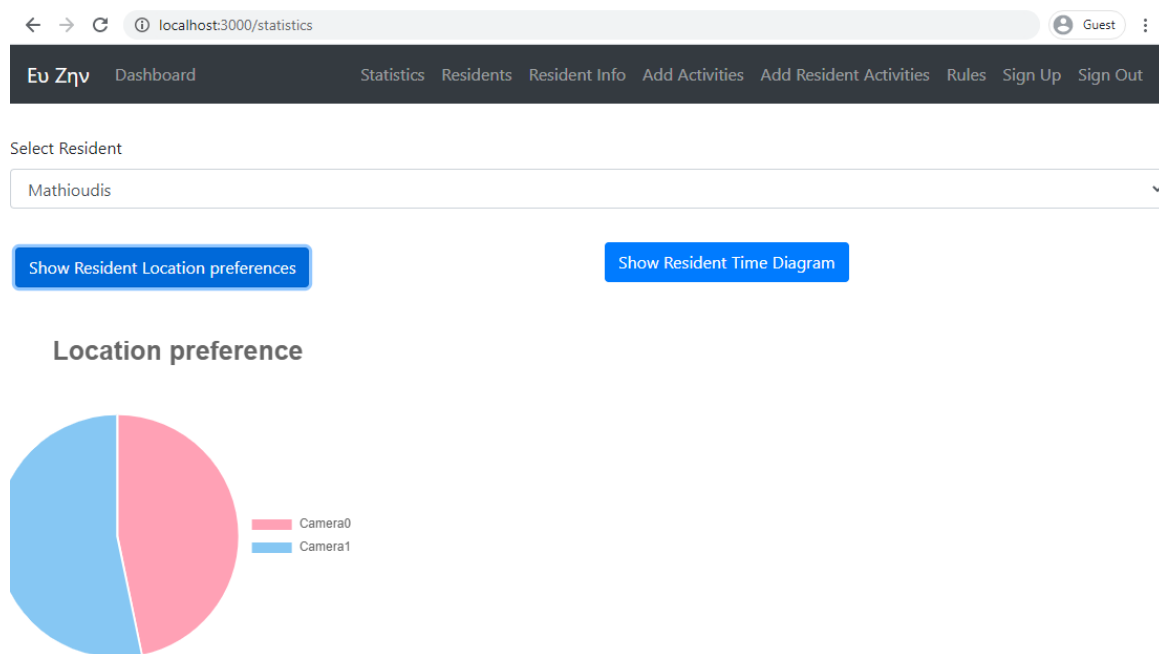 localhost:3000/statistics Guest
Ευ Ζην Dashboard Statistics Residents Resident Info Add Activities Add Resident Activities Rules Sign Up Sign Out
Select Resident
Mathioudis
Show Resident Location preferences Show Resident Time Diagram
Location preference
Camera0
Camera1